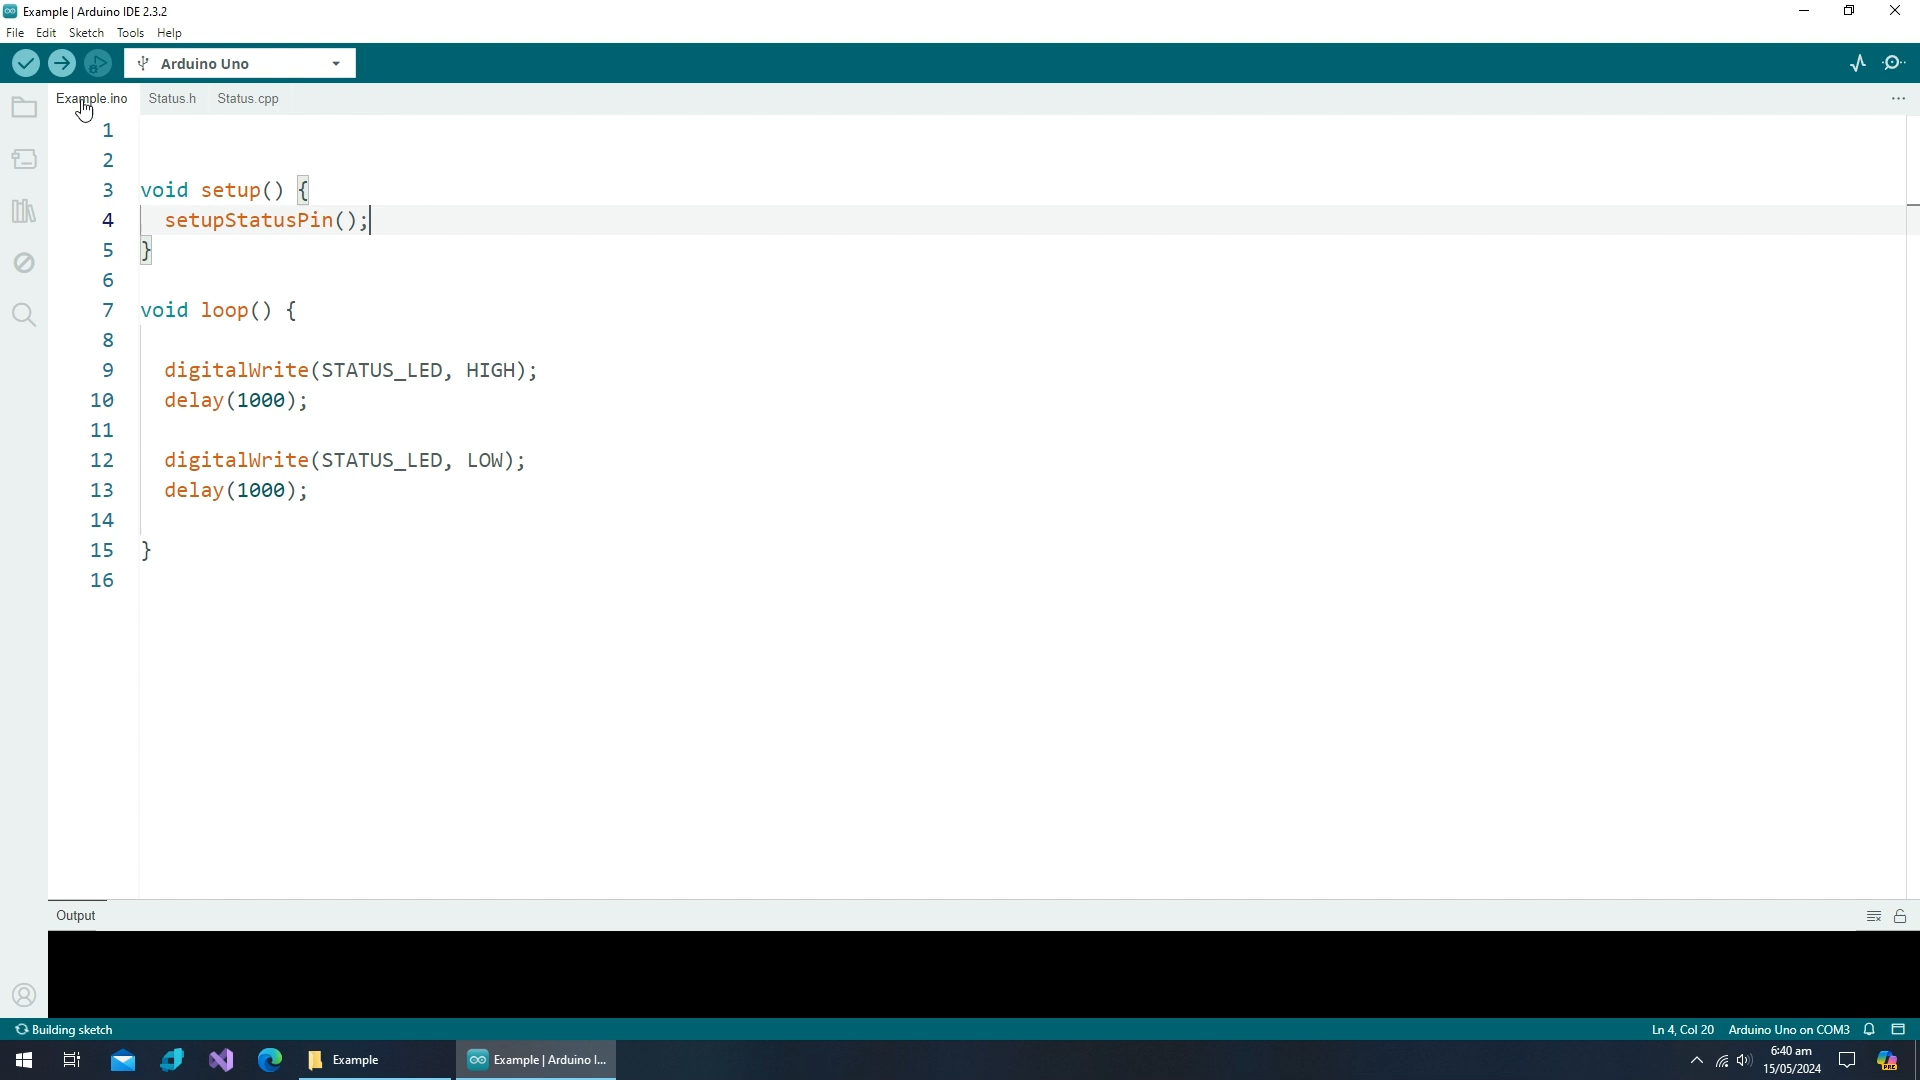 Example | Arduino IDE 2.3.2
File Edit Sketch Tools Help
Arduino Uno
Example.ino Status.h Status.cpp
1
2
3 void setup() {
4 setupStatusPin();
5 }
6
7 void loop() {
8
9 digitalWrite(STATUS_LED, HIGH);
10 delay(1000);
11
12 digitalWrite(STATUS_LED, LOW);
13 delay(1000);
14
15 }
16
Output
Building sketch Ln 4, Col 20 Arduino Uno on COM3
Example Example | Arduino I... 6:40 am
15/05/2024
PRE